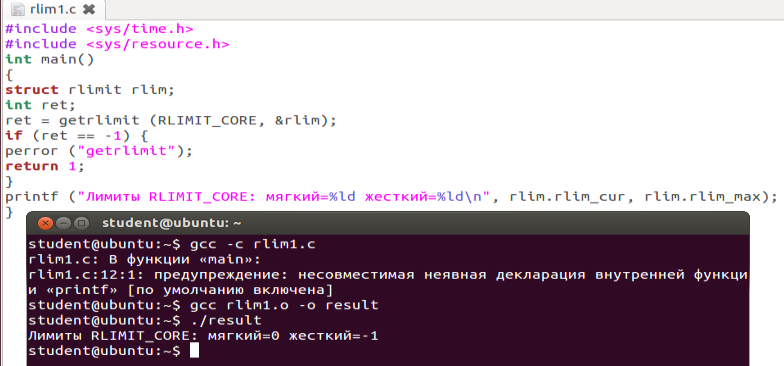 rlim1.c
#include <sys/time.h>
#include <sys/resource.h>
int main()
{
struct rlimit rlim;
int ret;
ret = getrlimit (RLIMIT_CORE, &rlim);
if (ret == -1) {
perror ("getrlimit");
return 1;
}
printf ("Лимиты RLIMIT_CORE: мягкий=%ld жесткий=%ld\n", rlim.rlim_cur, rlim.rlim_max);
}
student@ubuntu: ~
student@ubuntu:~$ gcc -c rlim1.c
rlim1.c: В функции «main»:
rlim1.c:12:1: предупреждение: несовместимая неявная декларация внутренней функци
и «printf» [по умолчанию включена]
student@ubuntu:~$ gcc rlim1.o -o result
student@ubuntu:~$ ./result
Лимиты RLIMIT_CORE: мягкий=0 жесткий=-1
student@ubuntu:~$